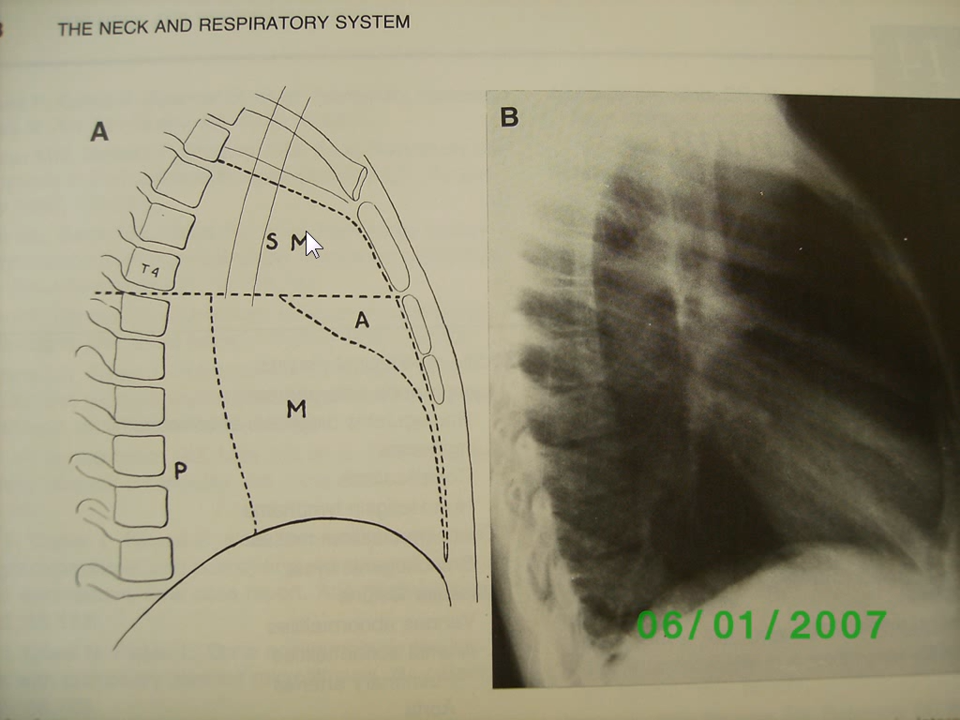 THE NECK AND RESPIRATORY SYSTEM
A
B
S M
T4
A
M
P
06/01/2007